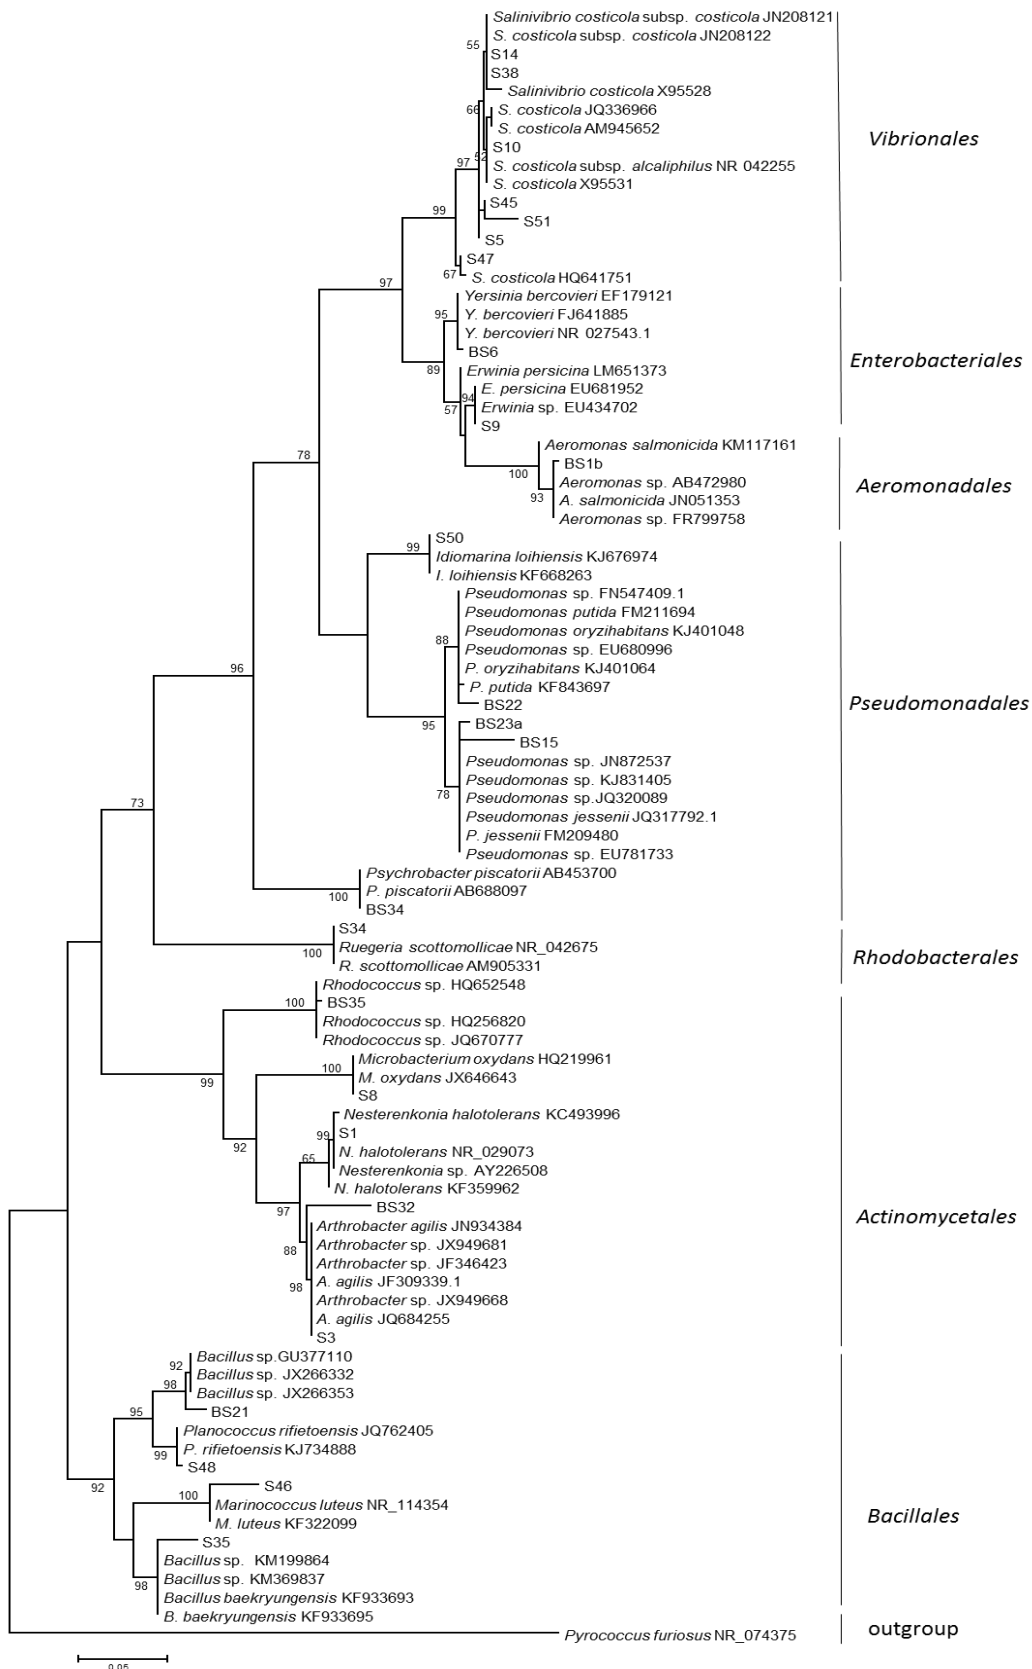 Salinivibrio costicola subsp. costicola JN208121
S. costicola subsp. costicola JN208122
55
S14
S38
Salinivibrio costicola X95528
66
S. costicola JQ336966
S. costicola AM945652
Vibrionales
S10
52
97
S. costicola subsp. alcaliphilus NR 042255
S. costicola X95531
99
S45
S51
S5
S47
67
S. costicola HQ641751
97
Yersinia bercovieri EF179121
95
Y. bercovieri FJ641885
Y. bercovieri NR 027543.1
BS6
Enterobacteriales
89
Erwinia persicina LM651373
94
E. persicina EU681952
57
Erwinia sp. EU434702
S9
Aeromonas salmonicida KM117161
78
BS1b
100
Aeromonas sp. AB472980
Aeromonadales
93
A. salmonicida JN051353
Aeromonas sp. FR799758
S50
99
Idiomarina loihiensis KJ676974
I. loihiensis KF668263
Pseudomonas sp. FN547409.1
Pseudomonas putida FM211694
Pseudomonas oryzihabitans KJ401048
88
Pseudomonas sp. EU680996
96
P. oryzihabitans KJ401064
P. putida KF843697
BS22
Pseudomonadales
95
BS23a
BS15
Pseudomonas sp. JN872537
Pseudomonas sp. KJ831405
78
Pseudomonas sp.JQ320089
73
Pseudomonas jessenii JQ317792.1
P. jessenii FM209480
Pseudomonas sp. EU781733
Psychrobacter piscatorii AB453700
100
P. piscatorii AB688097
BS34
S34
Ruegeria scottomollicae NR_042675
100
R. scottomollicae AM905331
Rhodobacterales
Rhodococcus sp. HQ652548
100
BS35
Rhodococcus sp. HQ256820
Rhodococcus sp. JQ670777
Microbacterium oxydans HQ219961
100
M. oxydans JX646643
99
S8
Nesterenkonia halotolerans KC493996
99
S1
92
N. halotolerans NR_029073
65
Nesterenkonia sp. AY226508
N. halotolerans KF359962
BS32
97
Actinomycetales
Arthrobacter agilis JN934384
Arthrobacter sp. JX949681
88
Arthrobacter sp. JF346423
A. agilis JF309339.1
98
Arthrobacter sp. JX949668
A. agilis JQ684255
S3
Bacillus sp.GU377110
92
Bacillus sp. JX266332
98
Bacillus sp. JX266353
95
BS21
Planococcus rifietoensis JQ762405
99
P. rifietoensis KJ734888
S48
92
S46
100
Marinococcus luteus NR_114354
Bacillales
M. luteus KF322099
S35
Bacillus sp. KM199864
98
Bacillus sp. KM369837
Bacillus baekryungensis KF933693
B. baekryungensis KF933695
outgroup
Pyrococcus furiosus NR_074375
0.05